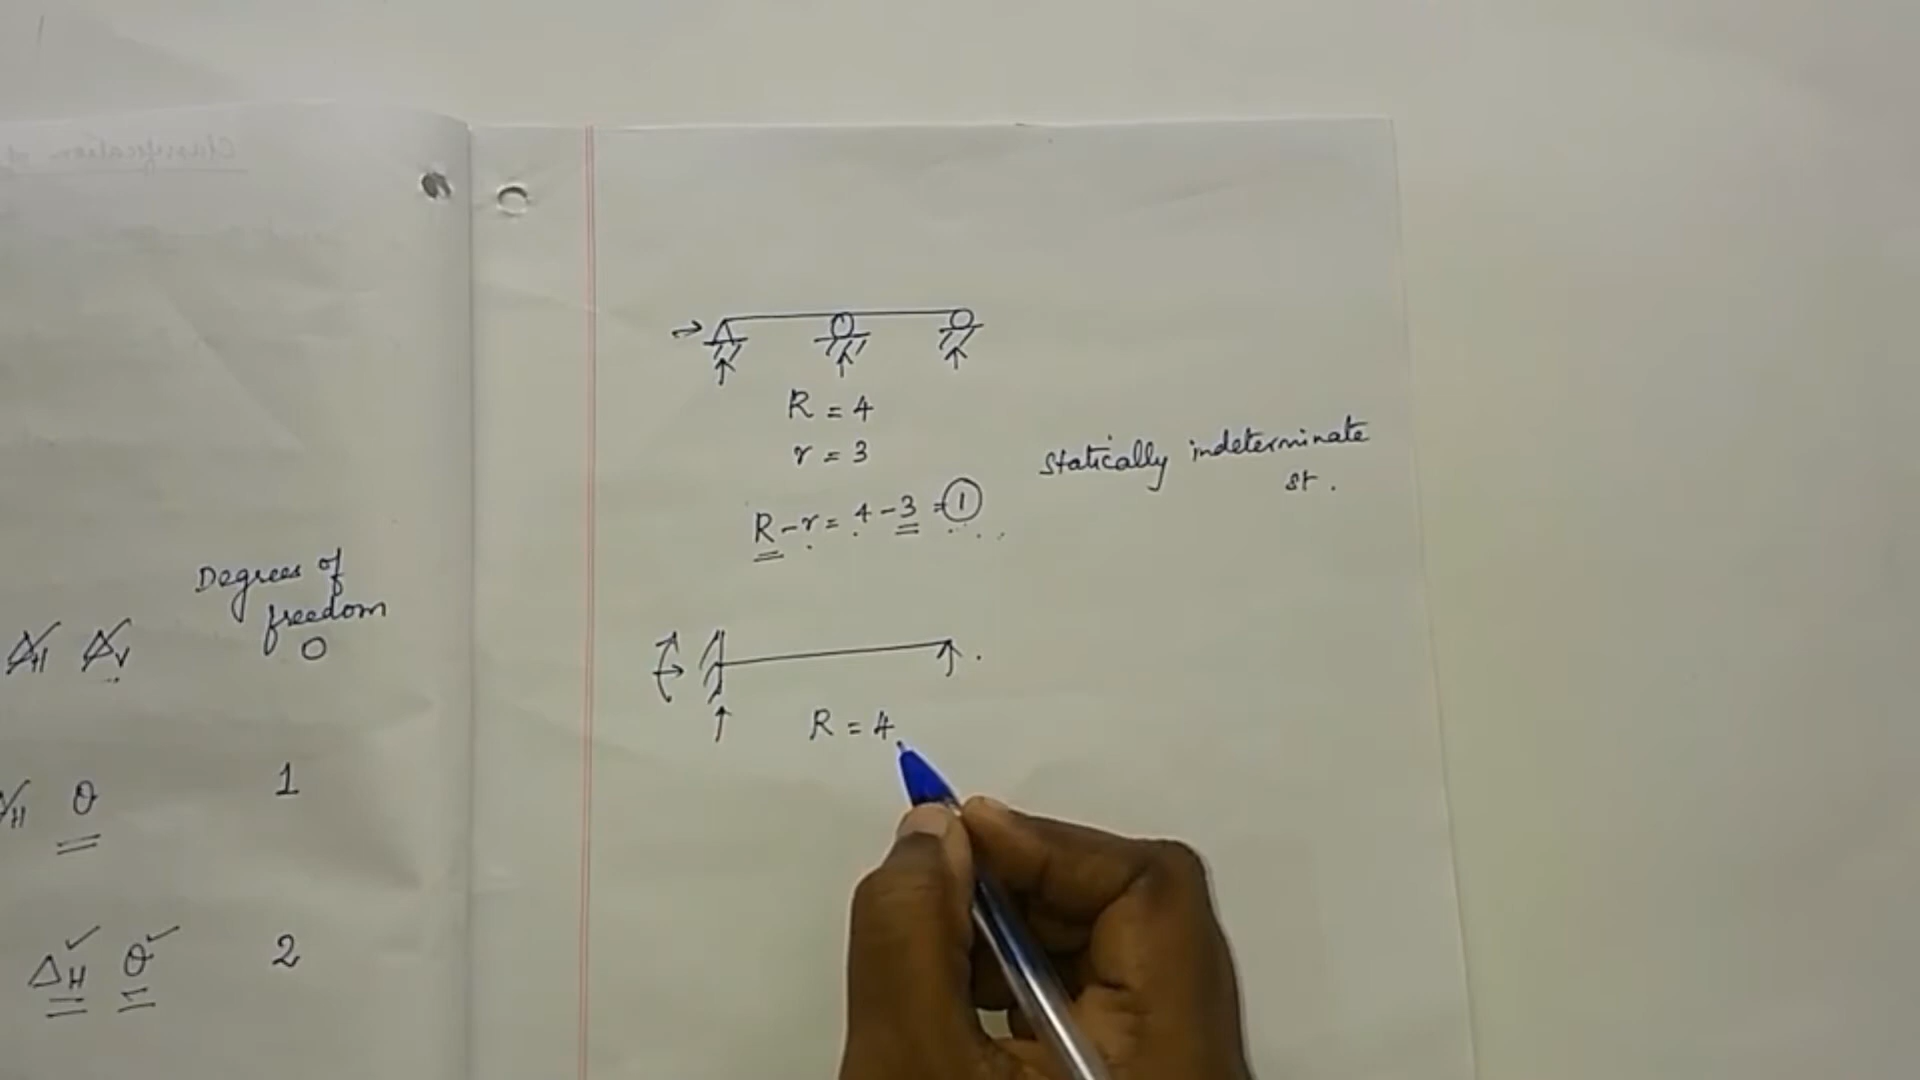 Degrees of
freedom
Δ̸H Δ̸V 0
H θ 1
ΔH ✓ θ ✓ 2
R = 4
r = 3
R - r = 4 - 3 = 1
statically indeterminate
st.
R = 4